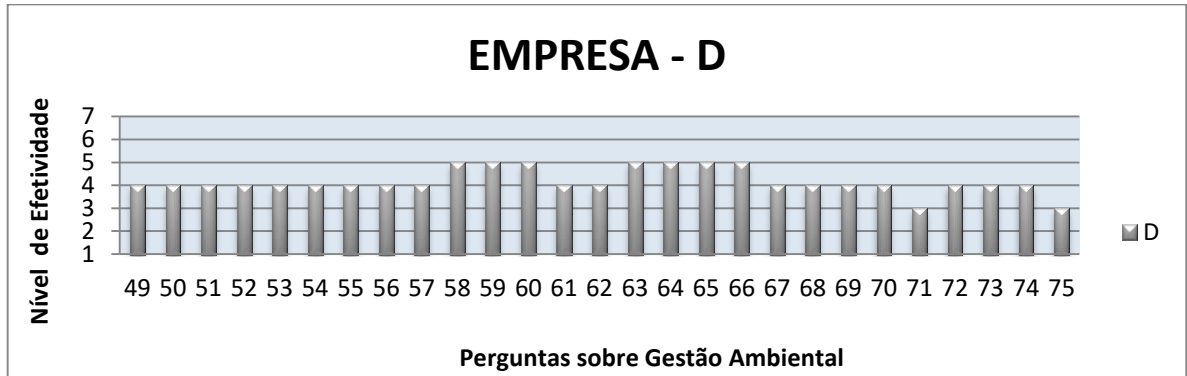 EMPRESA - D
Nível de Efetividade
7
6
5
4
3
2
1
49 50 51 52 53 54 55 56 57 58 59 60 61 62 63 64 65 66 67 68 69 70 71 72 73 74 75
D
Perguntas sobre Gestão Ambiental